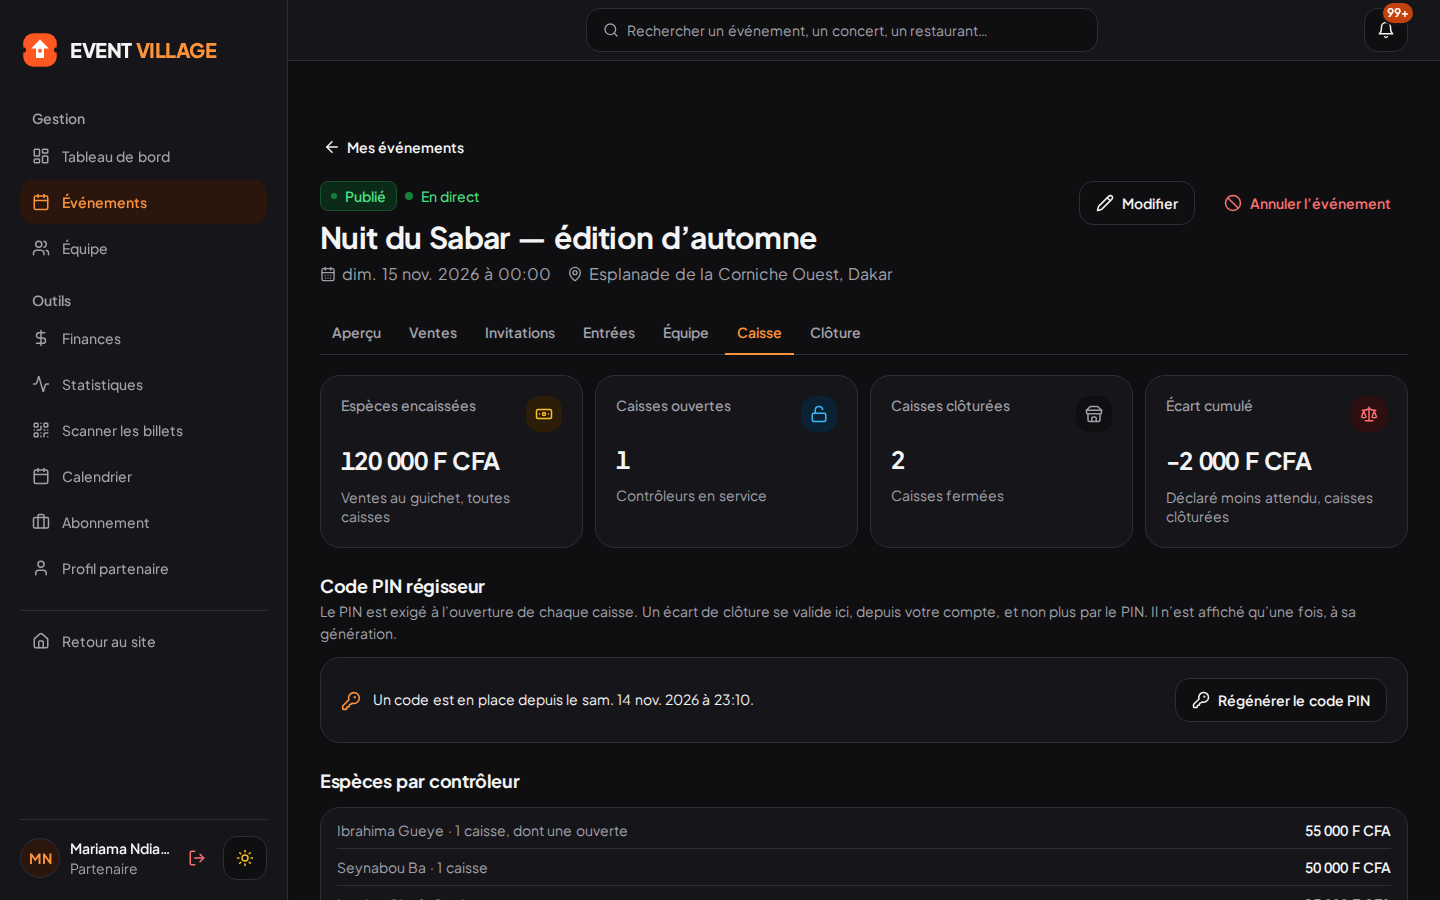 EVENT VILLAGE
Gestion
Tableau de bord
Événements
Équipe
Outils
Finances
Statistiques
Scanner les billets
Calendrier
Abonnement
Profil partenaire
Retour au site
MN
Mariama Ndia…
Partenaire
Rechercher un événement, un concert, un restaurant…
99+
Mes événements
Publié
En direct
Modifier
Annuler l’événement
Nuit du Sabar — édition d’automne
dim. 15 nov. 2026 à 00:00
Esplanade de la Corniche Ouest, Dakar
Aperçu
Ventes
Invitations
Entrées
Équipe
Caisse
Clôture
Espèces encaissées
120 000 F CFA
Ventes au guichet, toutes
caisses
Caisses ouvertes
1
Contrôleurs en service
Caisses clôturées
2
Caisses fermées
Écart cumulé
−2 000 F CFA
Déclaré moins attendu, caisses
clôturées
Code PIN régisseur
Le PIN est exigé à l’ouverture de chaque caisse. Un écart de clôture se valide ici, depuis votre compte, et non plus par le PIN. Il n’est affiché qu’une fois, à sa
génération.
Un code est en place depuis le sam. 14 nov. 2026 à 23:10.
Régénérer le code PIN
Espèces par contrôleur
Ibrahima Gueye · 1 caisse, dont une ouverte
55 000 F CFA
Seynabou Ba · 1 caisse
50 000 F CFA